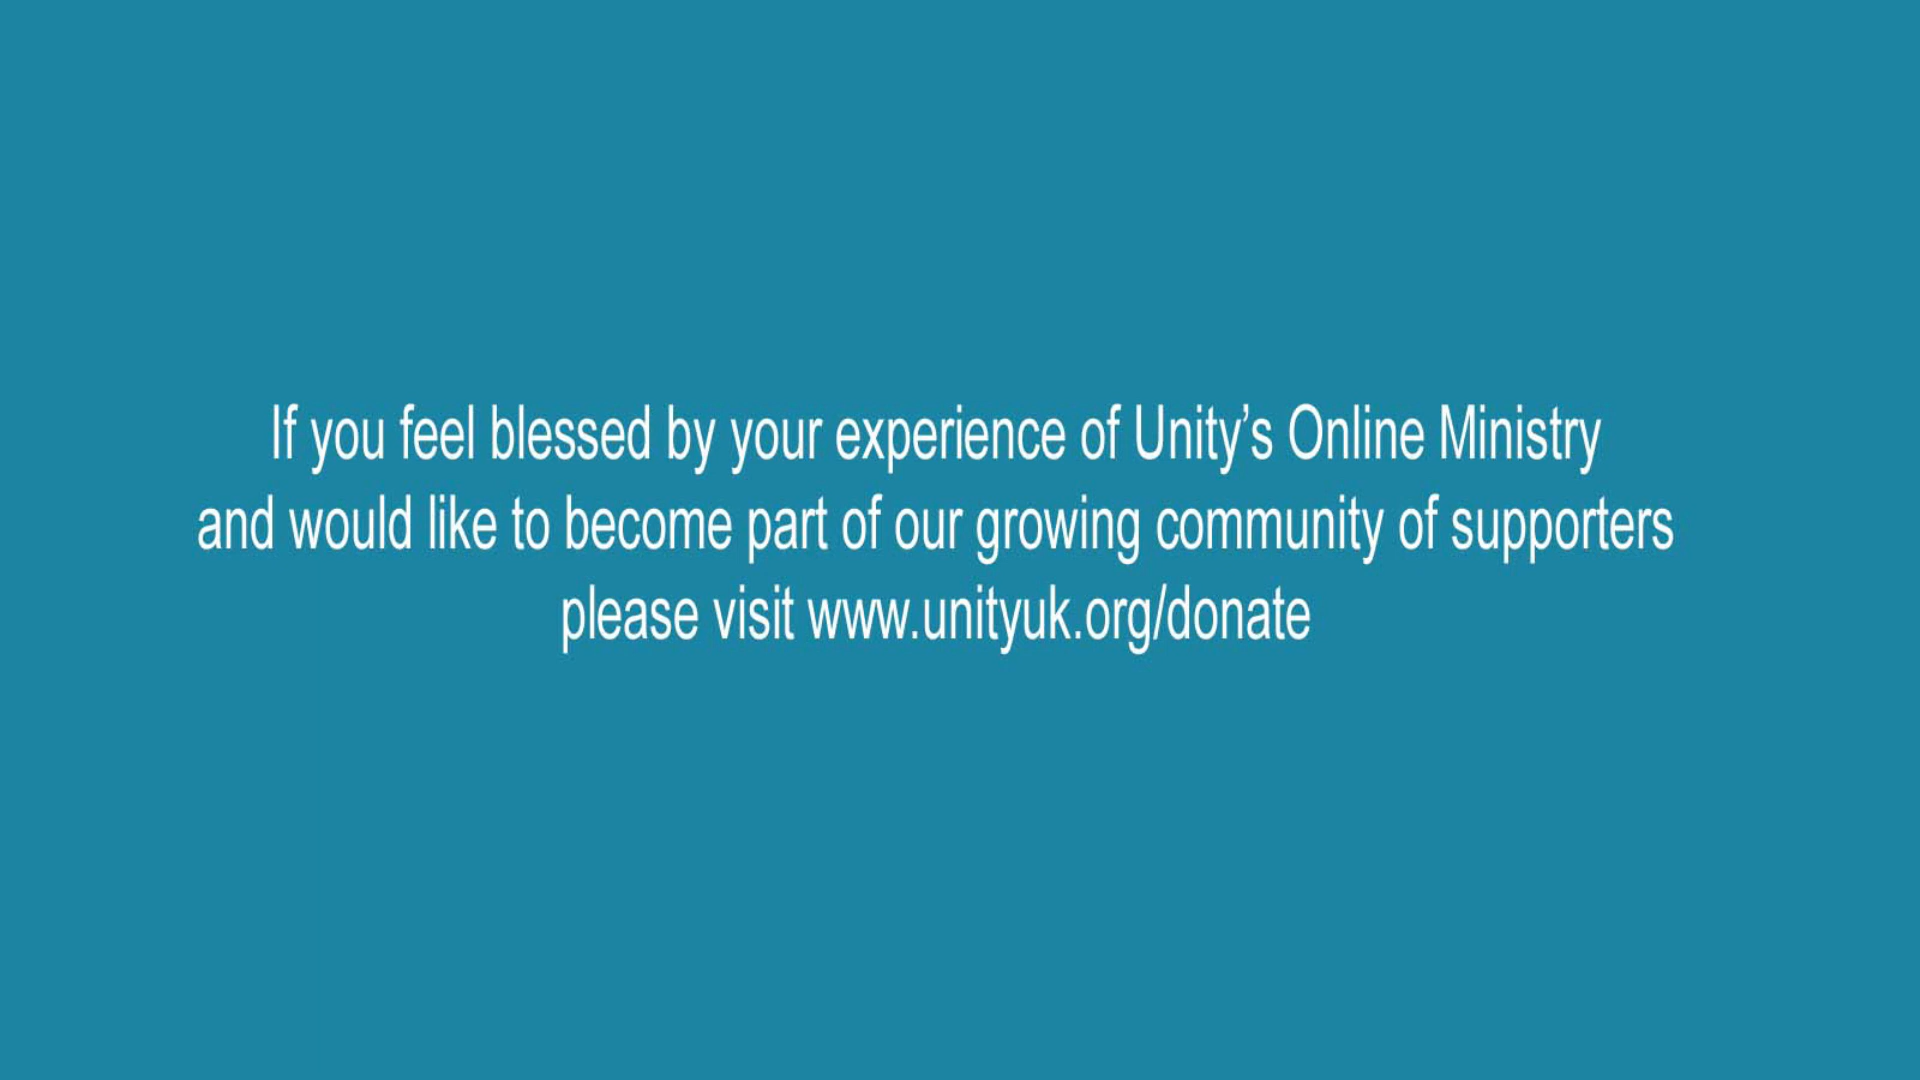 If you feel blessed by your experience of Unity’s Online Ministry
and would like to become part of our growing community of supporters
please visit www.unityuk.org/donate